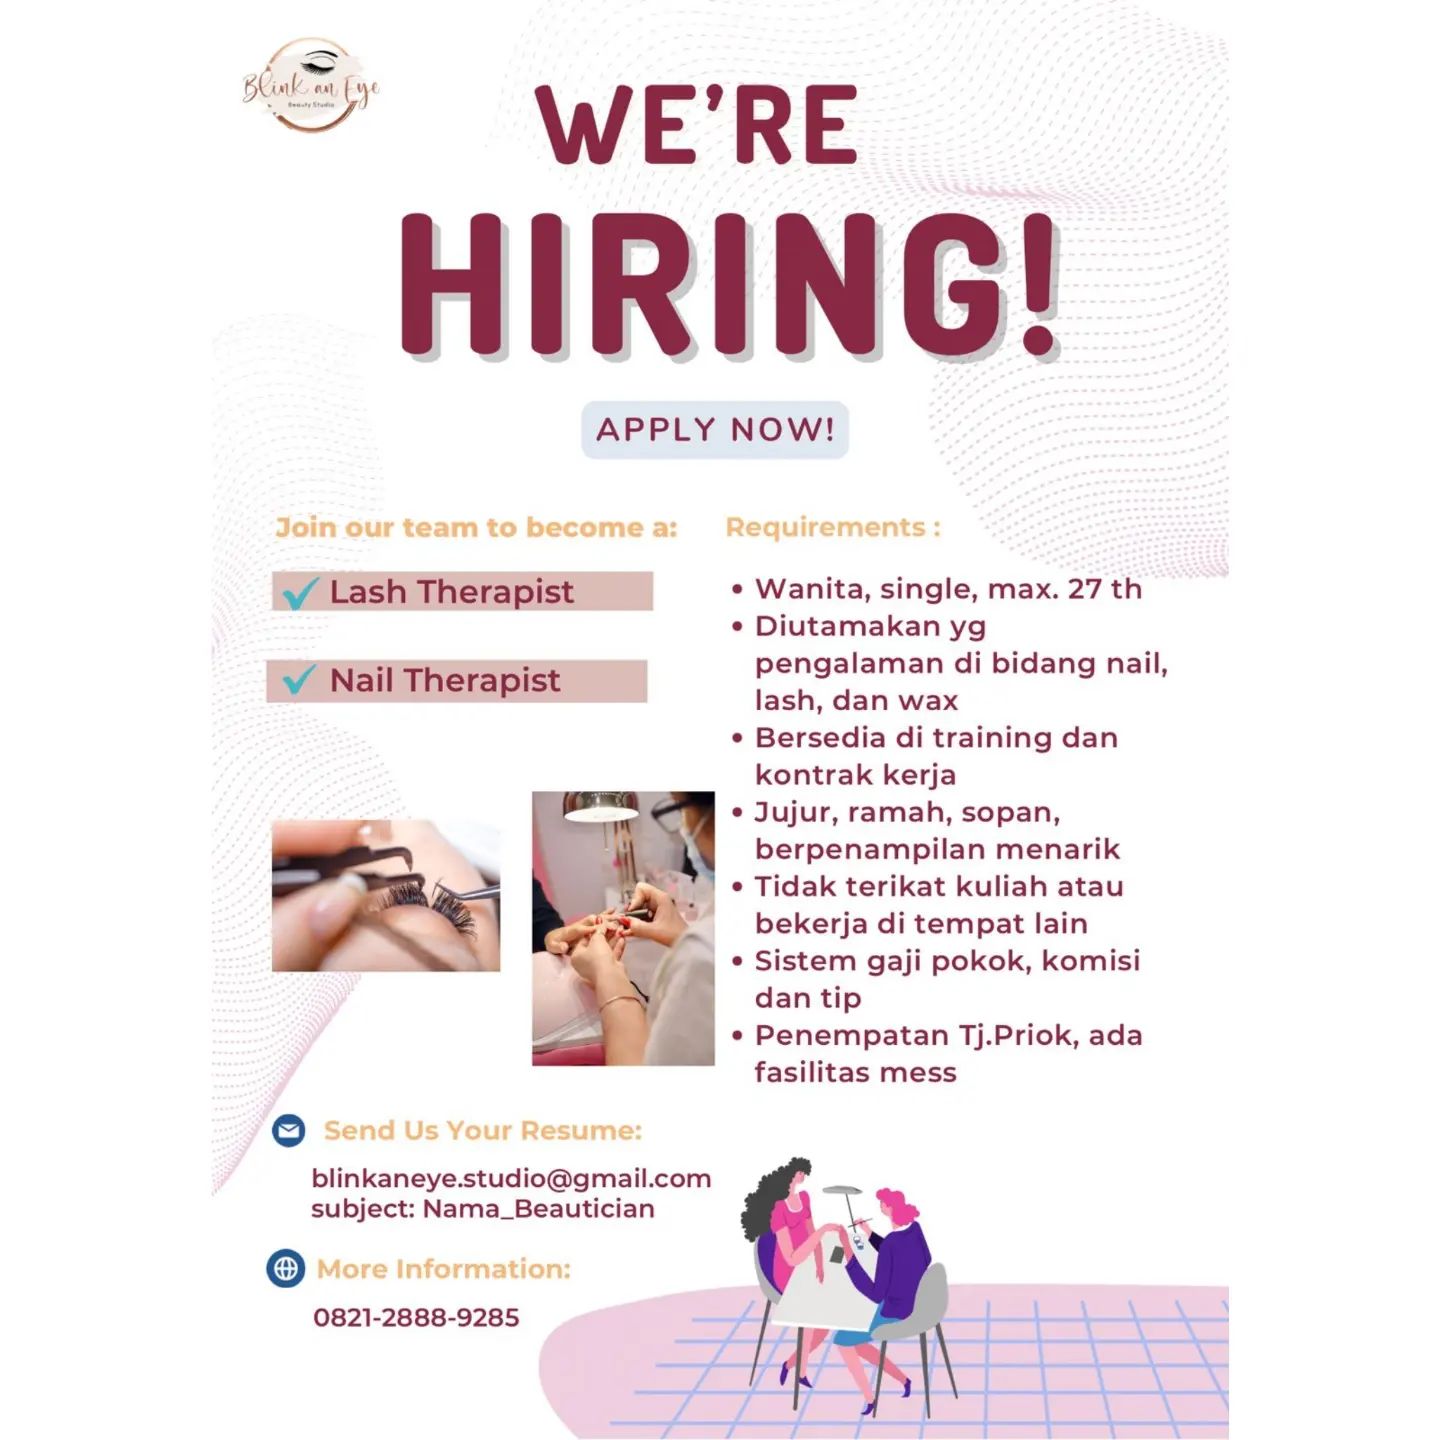 Blink an Eye
Beauty Studio
WE'RE
HIRING!
APPLY NOW!
Join our team to become a:
Lash Therapist
Nail Therapist
Requirements :
• Wanita, single, max. 27 th
• Diutamakan yg
pengalaman di bidang nail,
lash, dan wax
• Bersedia di training dan
kontrak kerja
• Jujur, ramah, sopan,
berpenampilan menarik
• Tidak terikat kuliah atau
bekerja di tempat lain
• Sistem gaji pokok, komisi
dan tip
• Penempatan Tj.Priok, ada
fasilitas mess
Send Us Your Resume:
blinkaneye.studio@gmail.com
subject: Nama_Beautician
More Information:
0821-2888-9285